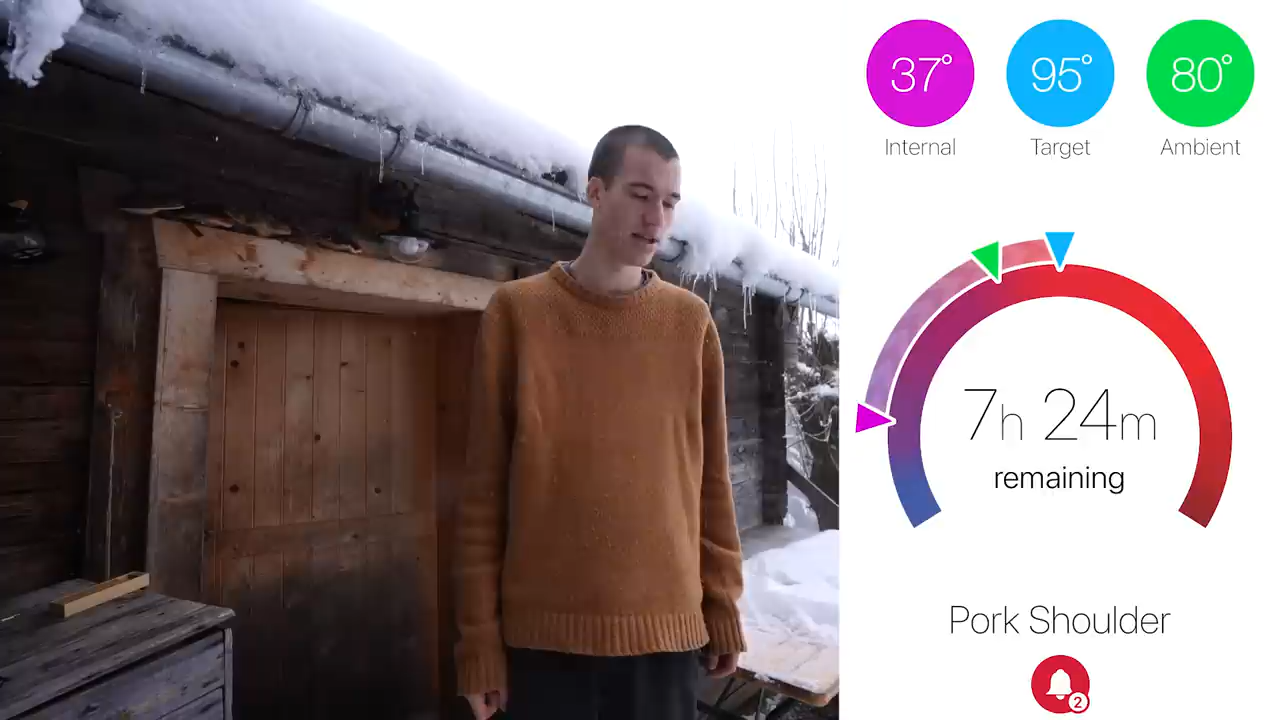 37° 95° 80°
Internal Target Ambient
7h 24m
remaining
Pork Shoulder
2